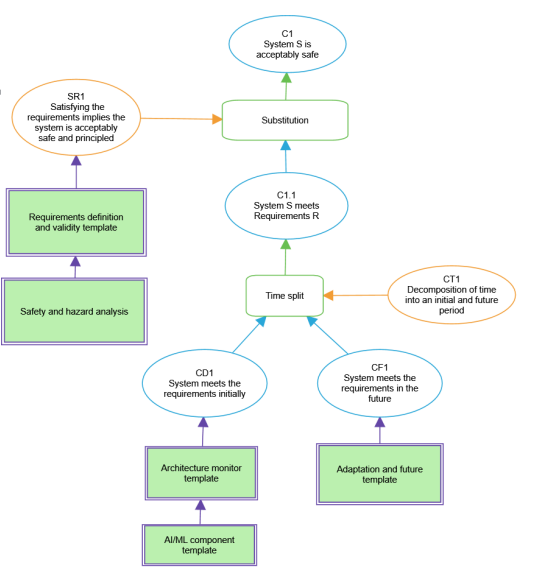 C1
System S is
acceptably safe
SR1
Satisfying the
requirements implies the
system is acceptably
safe and principled
Substitution
C1.1
System S meets
Requirements R
Requirements definition
and validity template
Safety and hazard analysis
Time split
CT1
Decomposition of time
into an initial and future
period
CD1
System meets the
requirements initially
CF1
System meets the
requirements in the
future
Architecture monitor
template
Adaptation and future
template
AI/ML component
template